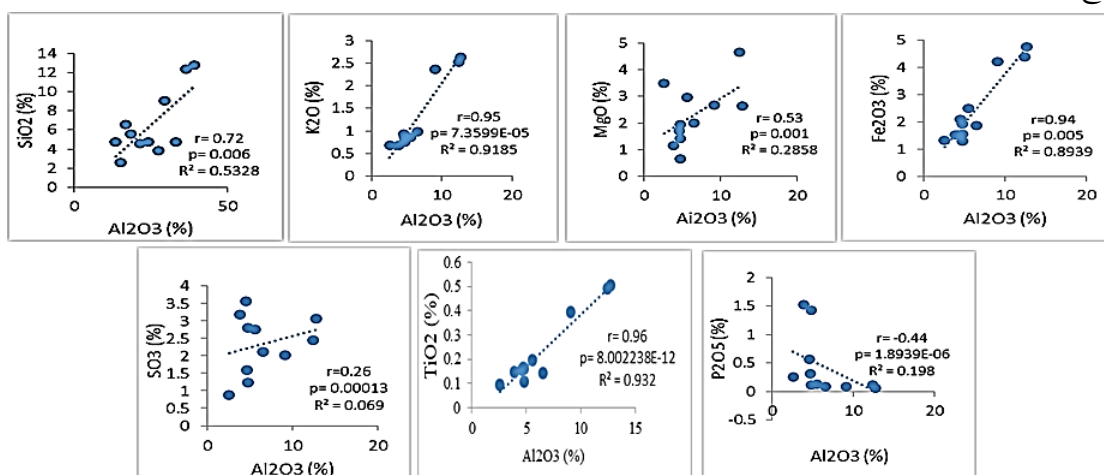 SiO2 (%)
14
12
10
8
6
4
2
0
0
50
r= 0.72
p= 0.006
R² = 0.5328
Al2O3 (%)
K2O (%)
3
2.5
2
1.5
1
0.5
0
0
10
20
r=0.95
p= 7.3599E-05
R² = 0.9185
Al2O3 (%)
MgO (%)
5
4
3
2
1
0
0
10
20
r= 0.53
p= 0.001
R² = 0.2858
Ai2O3 (%)
Fe2O3 (%)
5
4
3
2
1
0
0
10
20
r=0.94
p= 0.005
R² = 0.8939
Al2O3 (%)
SO3 (%)
4
3.5
3
2.5
2
1.5
1
0.5
0
0
10
20
r= 0.26
p= 0.00013
R² = 0.069
Al2O3 (%)
TiO2 (%)
0.6
0.5
0.4
0.3
0.2
0.1
0
0
5
10
15
r= 0.96
p= 8.002238E-12
R² = 0.932
Al2O3 (%)
P2O5 (%)
2
1.5
1
0.5
0
-0.5
0
10
20
r= -0.44
p= 1.8939E-06
R² = 0.198
Al2O3 (%)